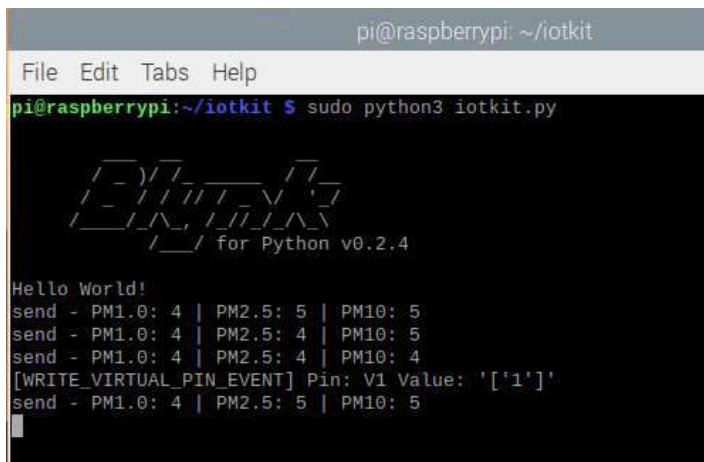 pi@raspberrypi: ~/iotkit
File Edit Tabs Help
pi@raspberrypi:~/iotkit $ sudo python3 iotkit.py
Blynk
for Python v0.2.4
Hello World!
send - PM1.0: 4 | PM2.5: 5 | PM10: 5
send - PM1.0: 4 | PM2.5: 4 | PM10: 5
send - PM1.0: 4 | PM2.5: 4 | PM10: 4
[WRITE_VIRTUAL_PIN_EVENT] Pin: V1 Value: '['1']'
send - PM1.0: 4 | PM2.5: 5 | PM10: 5